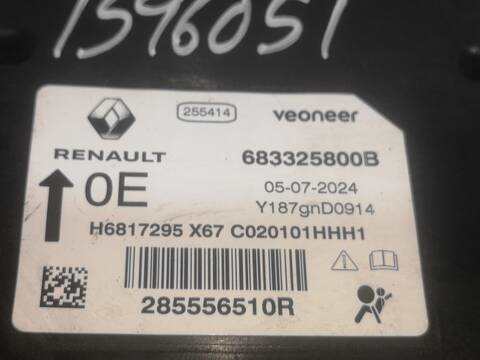 1596051
255414
veoneer
RENAULT
683325800B
0E
05-07-2024
Y187gnD0914
H6817295 X67 C020101HHH1
285556510R